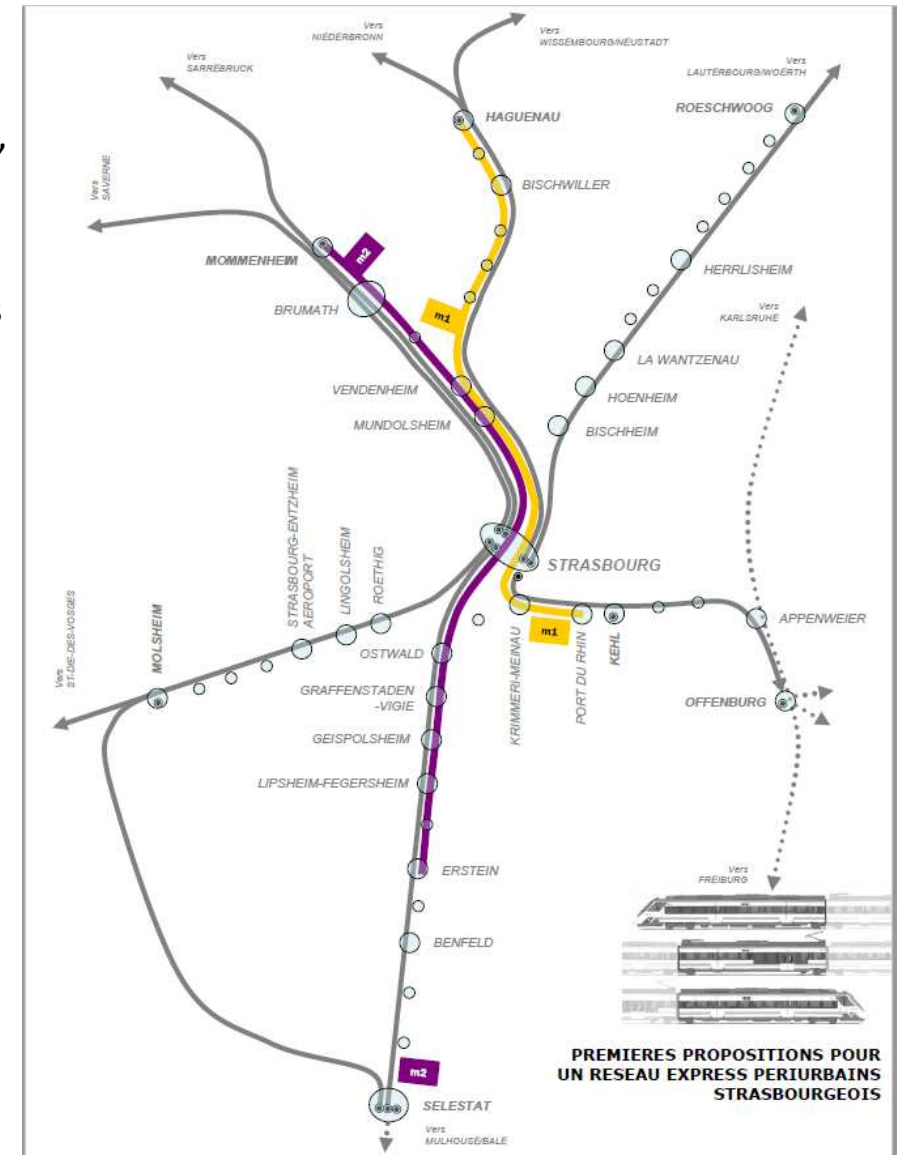 Vers
NIEDERBRONN
Vers
WISSEMBOURG/NEUSTADT
Vers
SARREBRUCK
Vers
LAUTERBOURG/WOERTH
HAGUENAU
ROESCHWOOG
Vers
SAVERNE
BISCHWILLER
MOMMENHEIM
m2
HERRLISHEIM
BRUMATH
m1
Vers
KARLSRUHE
LA WANTZENAU
VENDENHEIM
HOENHEIM
MUNDOLSHEIM
BISCHHEIM
STRASBOURG-ENTZHEIM
AEROPORT
LINGOLSHEIM
ROETHIG
STRASBOURG
MOLSHEIM
Vers
ST-DIE-DES-VOSGES
OSTWALD
m1
APPENWEIER
KRIMMERI-MEINAU
PORT DU RHIN
KEHL
GRAFFENSTADEN
-VIGIE
OFFENBURG
GEISPOLSHEIM
LIPSHEIM-FEGERSHEIM
ERSTEIN
Vers
FREIBURG
BENFELD
m2
PREMIERES PROPOSITIONS POUR
UN RESEAU EXPRESS PERIURBAINS
STRASBOURGEOIS
SELESTAT
Vers
MULHOUSE/BALE